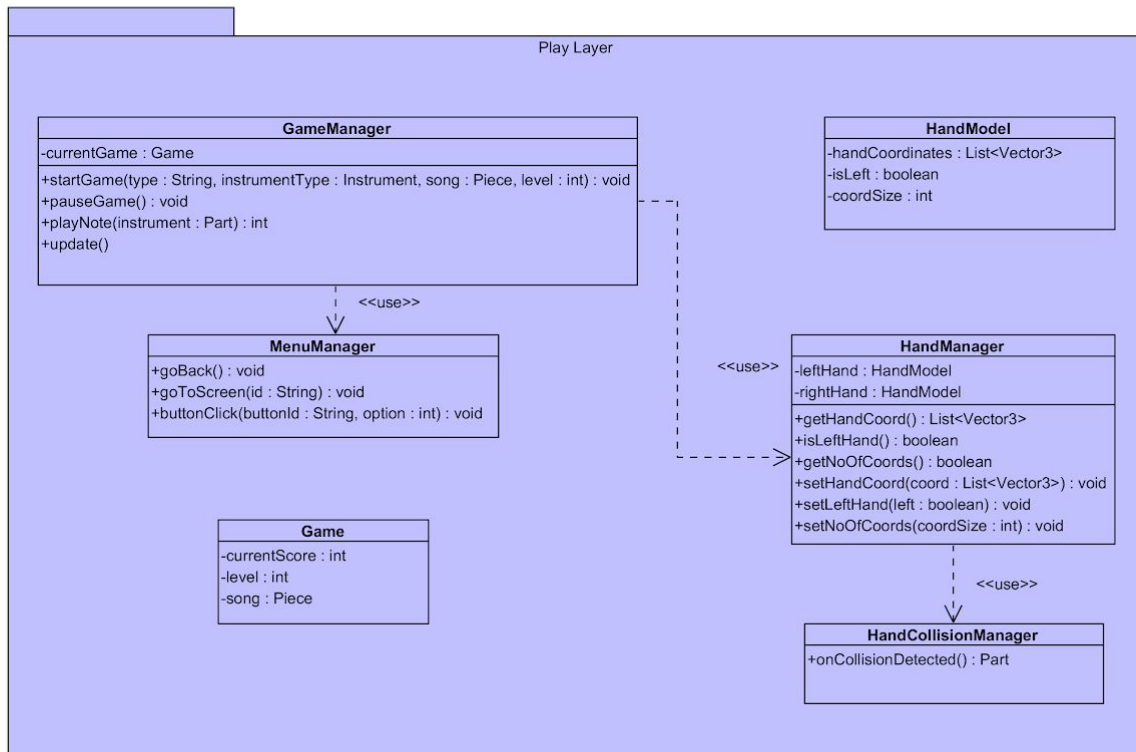 Play Layer
GameManager
-currentGame : Game
+startGame(type : String, instrumentType : Instrument, song : Piece, level : int) : void
+pauseGame() : void
+playNote(instrument : Part) : int
+update()
HandModel
-handCoordinates : List<Vector3>
-isLeft : boolean
-coordSize : int
<<use>>
MenuManager
+goBack() : void
+goToScreen(id : String) : void
+buttonClick(buttonId : String, option : int) : void
<<use>>
HandManager
-leftHand : HandModel
-rightHand : HandModel
+getHandCoord() : List<Vector3>
+isLeftHand() : boolean
+getNoOfCoords() : boolean
+setHandCoord(coord : List<Vector3>) : void
+setLeftHand(left : boolean) : void
+setNoOfCoords(coordSize : int) : void
Game
-currentScore : int
-level : int
-song : Piece
<<use>>
HandCollisionManager
+onCollisionDetected() : Part